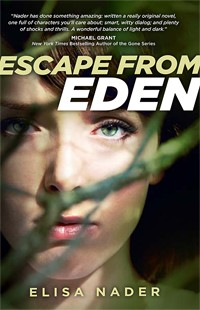 "Nader has done something amazing: written a really original novel,
one full of characters you'll care about; smart, witty dialog; and plenty
of shocks and thrills. A wonderful balance of light and dark."
MICHAEL GRANT
New York Times Bestselling Author of the Gone Series
ESCAPE FROM
EDEN
ELISA NADER